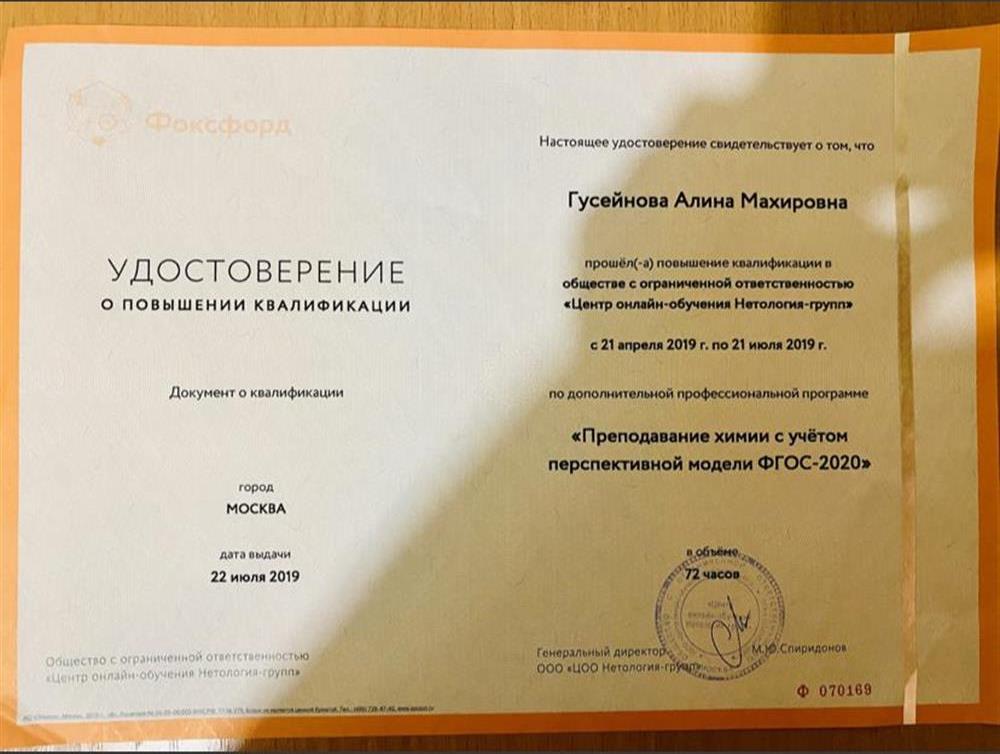 Фоксфорд
УДОСТОВЕРЕНИЕ
О ПОВЫШЕНИИ КВАЛИФИКАЦИИ
Документ о квалификации
город
МОСКВА
дата выдачи
22 июля 2019
Общество с ограниченной ответственностью
«Центр онлайн-обучения Нетология-групп»
Настоящее удостоверение свидетельствует о том, что
Гусейнова Алина Махировна
прошёл(-а) повышение квалификации в
обществе с ограниченной ответственностью
«Центр онлайн-обучения Нетология-групп»
с 21 апреля 2019 г. по 21 июля 2019 г.
по дополнительной профессиональной программе
«Преподавание химии с учётом
перспективной модели ФГОС-2020»
в объёме
72 часов
Генеральный директор М.Ю.Спиридонов
ООО «ЦОО Нетология-групп»
Ф 070169